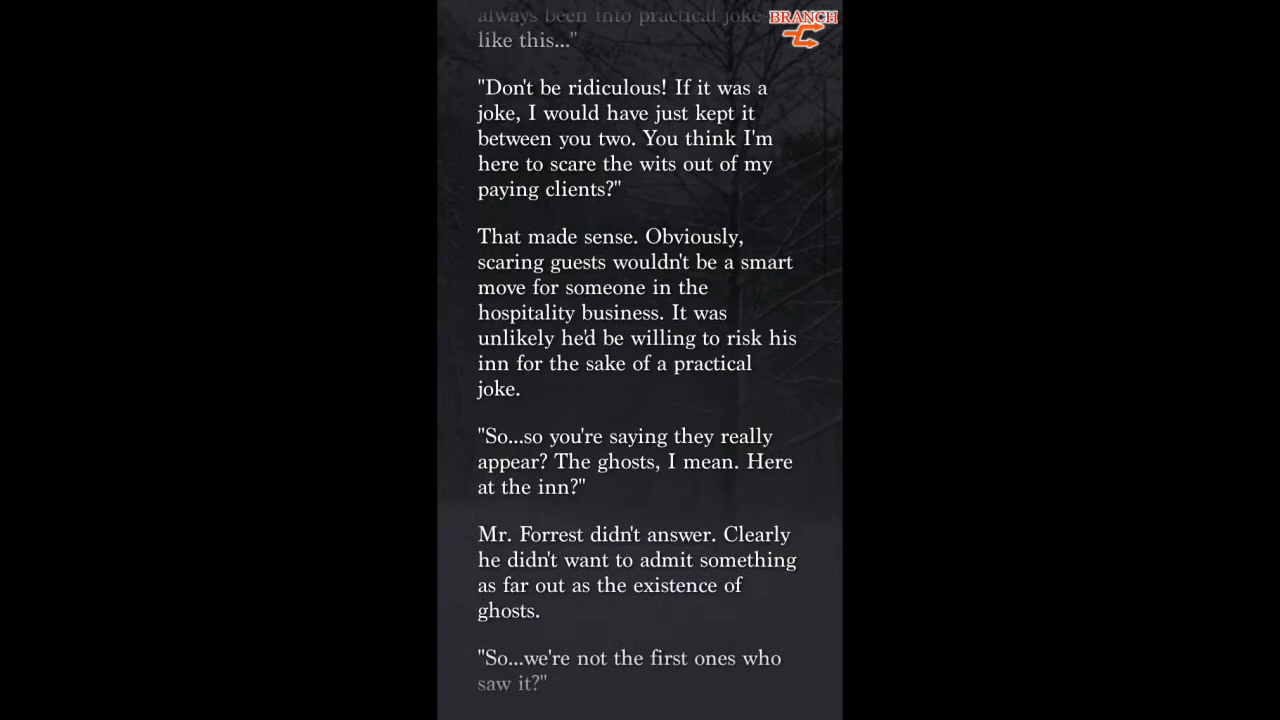 always been into practical joke
BRANCH
like this..."
"Don't be ridiculous! If it was a
joke, I would have just kept it
between you two. You think I'm
here to scare the wits out of my
paying clients?"
That made sense. Obviously,
scaring guests wouldn't be a smart
move for someone in the
hospitality business. It was
unlikely he'd be willing to risk his
inn for the sake of a practical
joke.
"So...so you're saying they really
appear? The ghosts, I mean. Here
at the inn?"
Mr. Forrest didn't answer. Clearly
he didn't want to admit something
as far out as the existence of
ghosts.
"So...we're not the first ones who
saw it?"